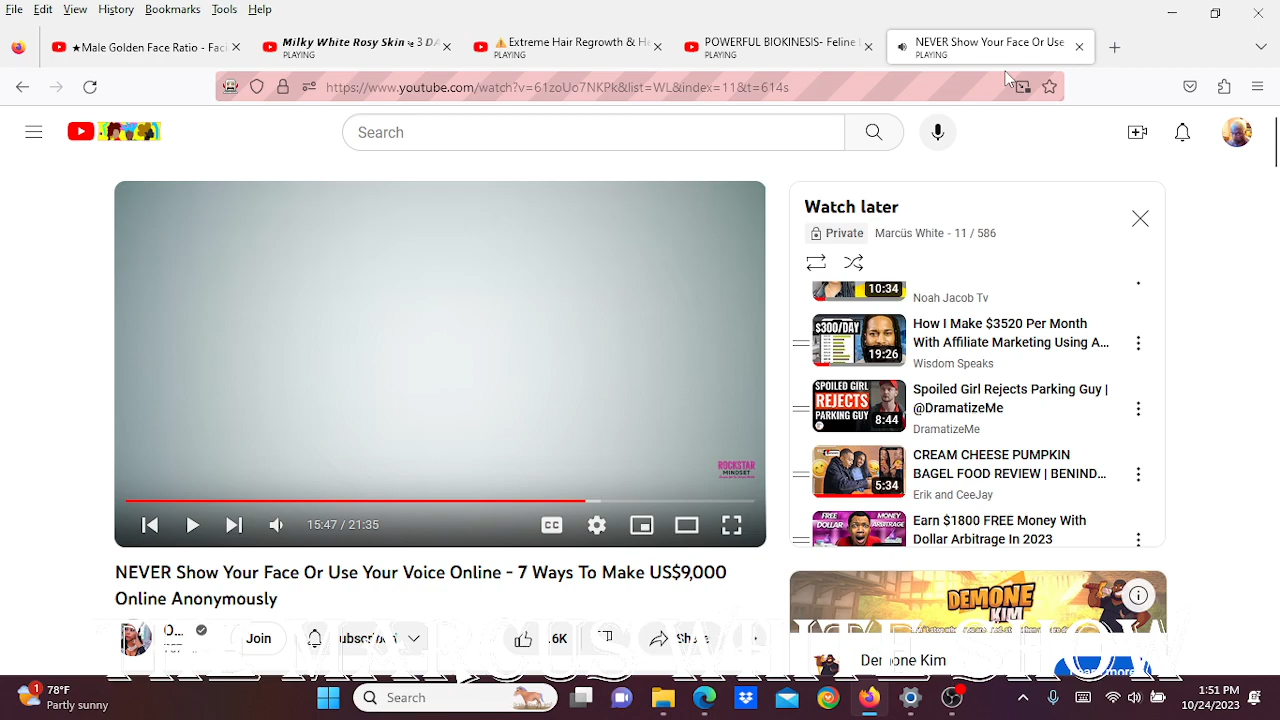 File Edit View History Bookmarks Tools Help
★Male Golden Face Ratio - Faci
Milky White Rosy Skin
PLAYING
⚠Extreme Hair Regrowth & He
PLAYING
POWERFUL BIOKINESIS- Feline
PLAYING
NEVER Show Your Face Or Use
PLAYING
https://www.youtube.com/watch?v=61zoUo7NKPk&list=WL&index=11&t=614s
Search
Watch later
Private Marcüs White - 11 / 586
10:34
Noah Jacob Tv
$300/DAY
19:26
How I Make $3520 Per Month
With Affiliate Marketing Using A...
Wisdom Speaks
SPOILED GIRL
REJECTS
PARKING GUY
8:44
Spoiled Girl Rejects Parking Guy |
@DramatizeMe
DramatizeMe
5:34
CREAM CHEESE PUMPKIN
BAGEL FOOD REVIEW | BENIND...
Erik and CeeJay
FREE MONEY
DOLLAR ARBITRAGE
Earn $1800 FREE Money With
Dollar Arbitrage In 2023
ROCKSTAR
MINDSET
15:47 / 21:35
CC
NEVER Show Your Face Or Use Your Voice Online - 7 Ways To Make US$9,000
Online Anonymously
Join
DEMONE
KIM
Demone Kim
1
78°F
Partly sunny
Search
1:51 PM
10/24/2023